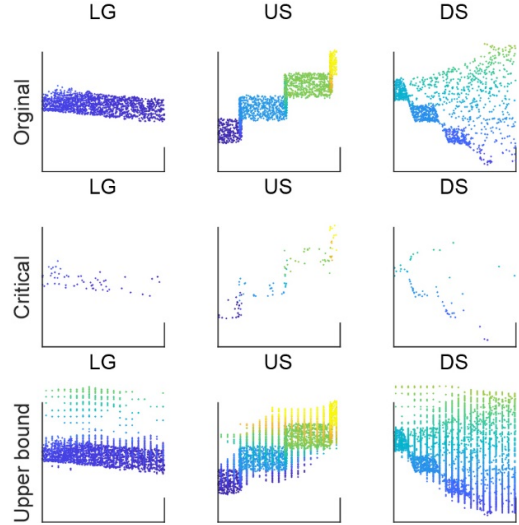 LG US DS
Orginal
LG US DS
Critical
LG US DS
Upper bound